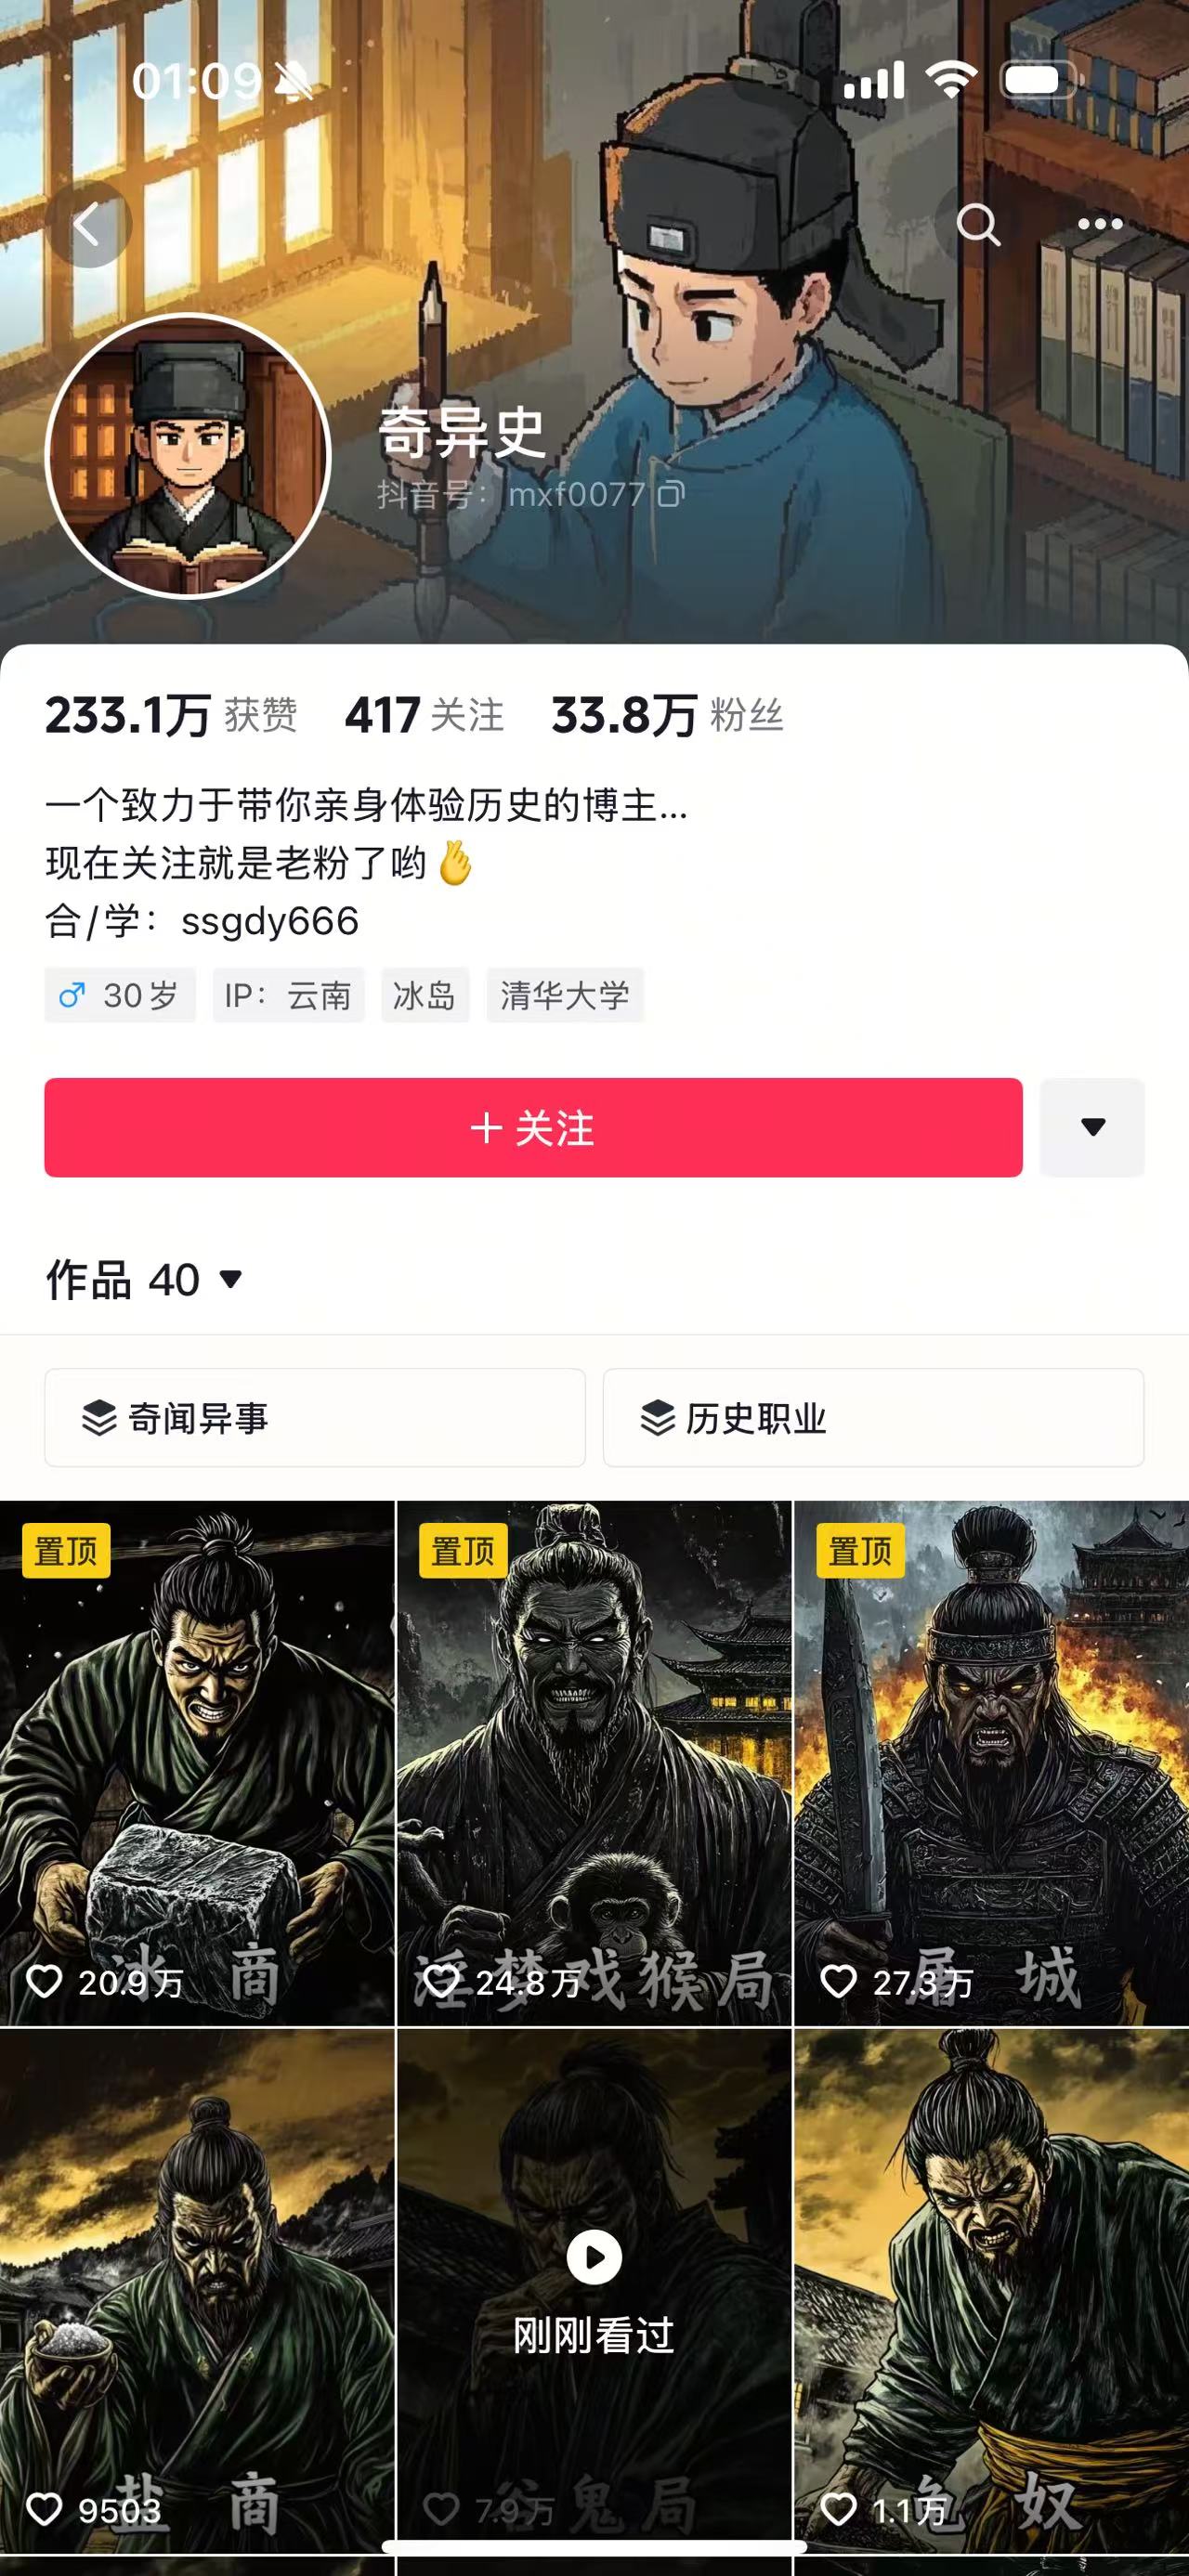 01:09
奇异史
抖音号：mxf0077
233.1万 获赞 417 关注 33.8万 粉丝
一个致力于带你亲身体验历史的博主...
现在关注就是老粉了哟🫰
合/学：ssgdy666
♂ 30岁 IP：云南 冰岛 清华大学
＋关注
作品 40
奇闻异事 历史职业
置顶 置顶 置顶
冰商 淫梦戏猴局 屠城
20.9万 24.8万 27.3万
刚刚看过
盐商 谷鬼局 龟奴
9503 7.9万 1.1万